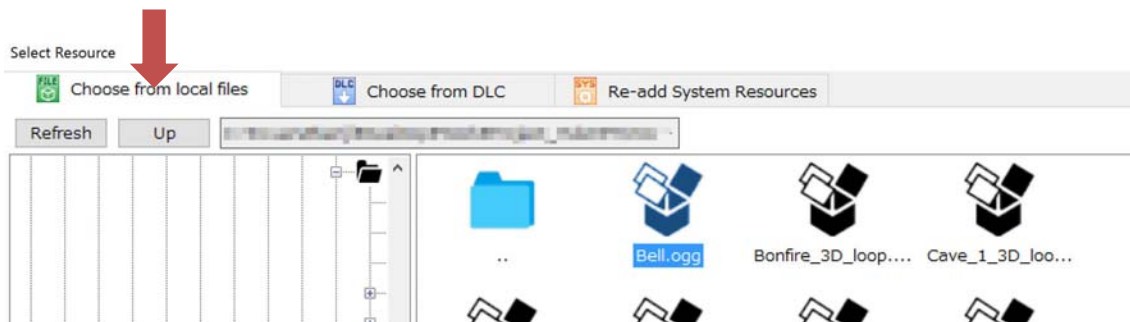 Select Resource
FILE Choose from local files DLC Choose from DLC SYS Re-add System Resources
Refresh Up
.. Bell.ogg Bonfire_3D_loop.... Cave_1_3D_loo...